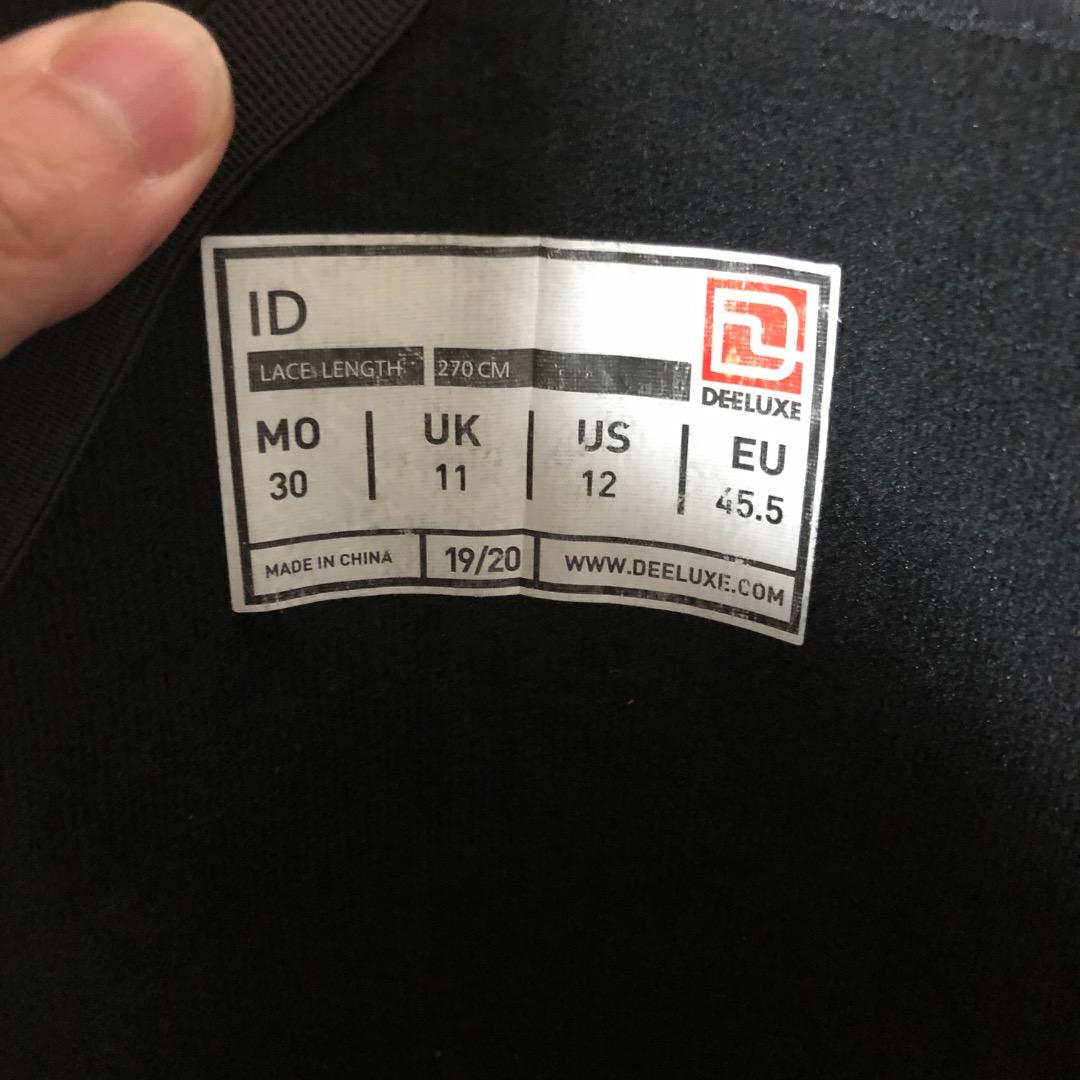 ID
LACE LENGTH 270 CM
DEELUXE
MO UK US EU
30 11 12 45.5
MADE IN CHINA 19/20 WWW.DEELUXE.COM